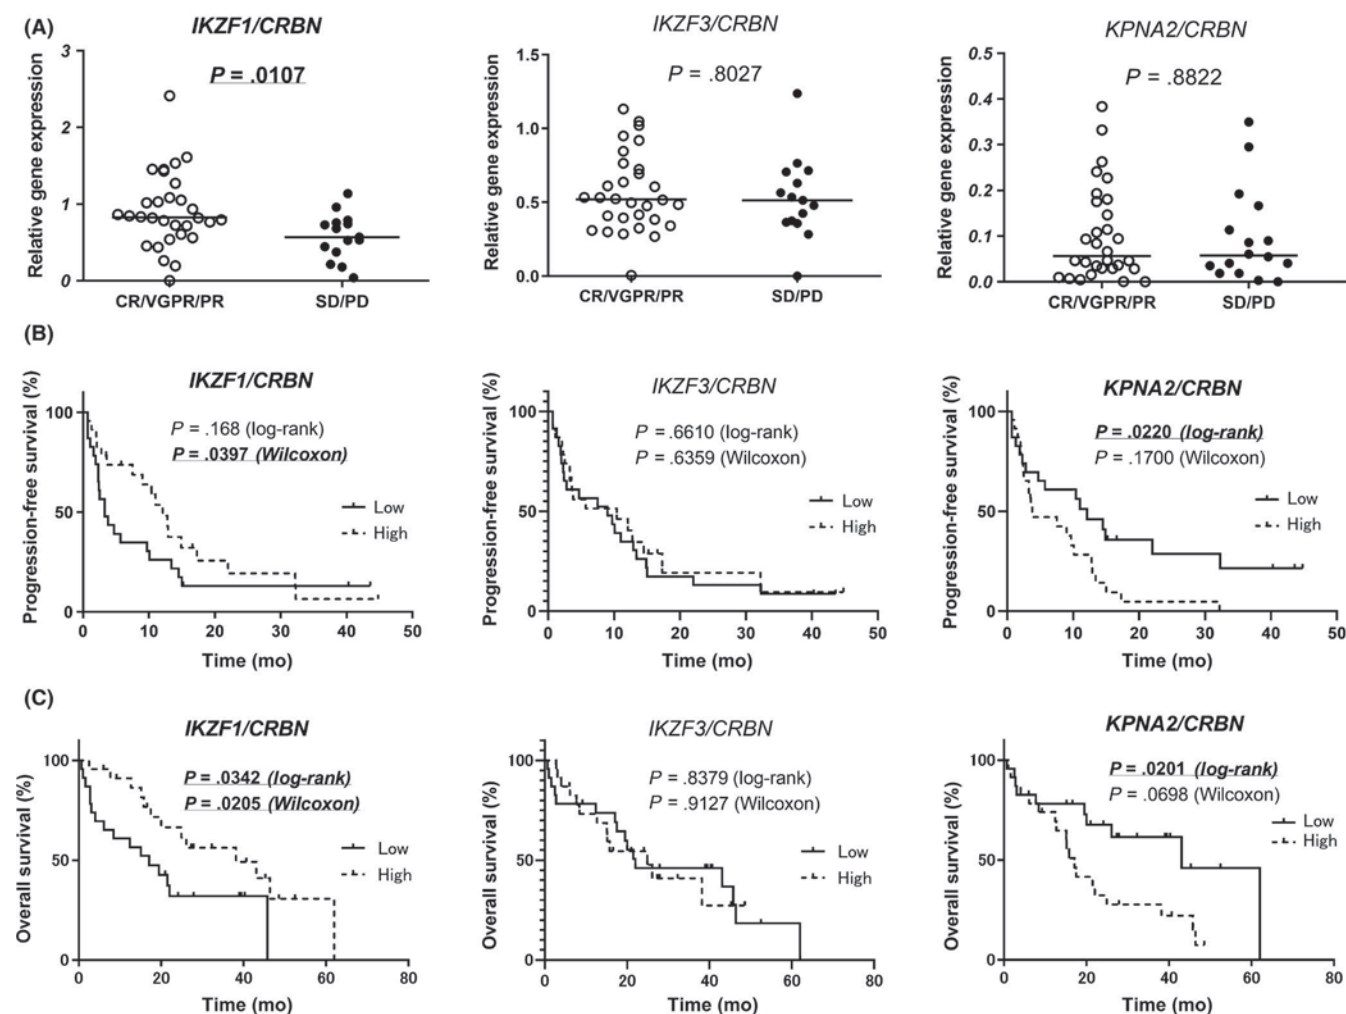 (A)
IKZF1/CRBN
P = .0107
Relative gene expression
3
2
1
0
CR/VGPR/PR SD/PD
IKZF3/CRBN
P = .8027
Relative gene expression
1.5
1.0
0.5
0.0
CR/VGPR/PR SD/PD
KPNA2/CRBN
P = .8822
Relative gene expression
0.5
0.4
0.3
0.2
0.1
0.0
CR/VGPR/PR SD/PD
(B)
IKZF1/CRBN
P = .168 (log-rank)
P = .0397 (Wilcoxon)
Low
High
Progression-free survival (%)
100
50
0
0 10 20 30 40 50
Time (mo)
IKZF3/CRBN
P = .6610 (log-rank)
P = .6359 (Wilcoxon)
Low
High
Progression-free survival (%)
100
50
0
0 10 20 30 40 50
Time (mo)
KPNA2/CRBN
P = .0220 (log-rank)
P = .1700 (Wilcoxon)
Low
High
Progression-free survival (%)
100
50
0
0 10 20 30 40 50
Time (mo)
(C)
IKZF1/CRBN
P = .0342 (log-rank)
P = .0205 (Wilcoxon)
Low
High
Overall survival (%)
100
50
0
0 20 40 60 80
Time (mo)
IKZF3/CRBN
P = .8379 (log-rank)
P = .9127 (Wilcoxon)
Low
High
Overall survival (%)
100
50
0
0 20 40 60 80
Time (mo)
KPNA2/CRBN
P = .0201 (log-rank)
P = .0698 (Wilcoxon)
Low
High
Overall survival (%)
100
50
0
0 20 40 60 80
Time (mo)